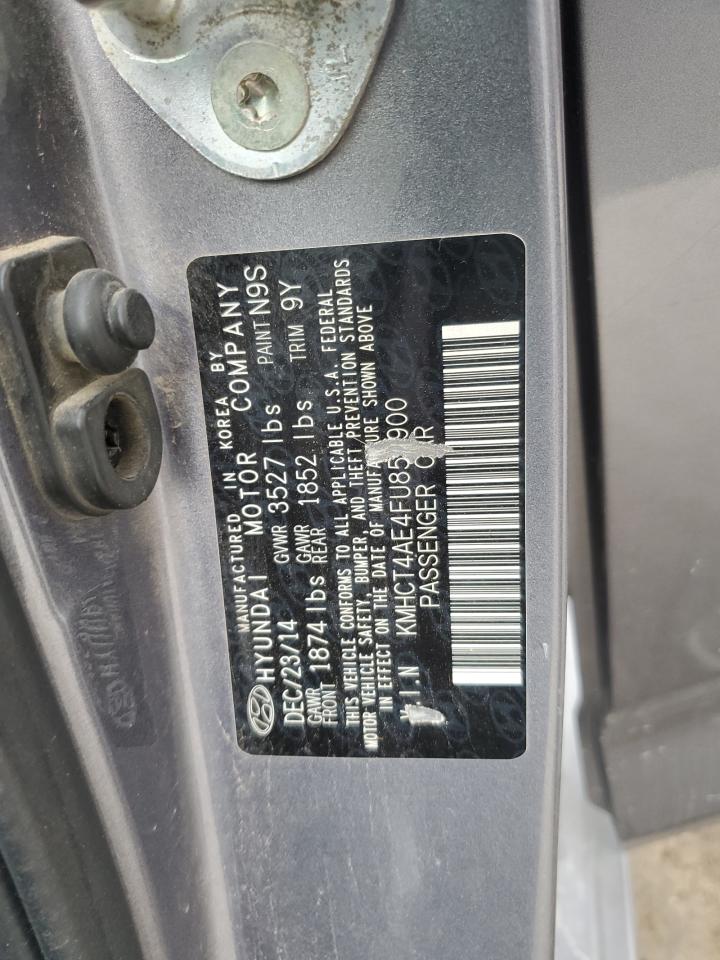 MANUFACTURED IN KOREA BY
HYUNDAI MOTOR COMPANY
DEC/23/14 GVWR 3527 lbs PAINT N9S
GAWR FRONT 1874 lbs GAWR REAR 1852 lbs TRIM 9Y
THIS VEHICLE CONFORMS TO ALL APPLICABLE U.S.A. FEDERAL
MOTOR VEHICLE SAFETY, BUMPER, AND THEFT PREVENTION STANDARDS
IN EFFECT ON THE DATE OF MANUFACTURE SHOWN ABOVE
PASSENGER CAR